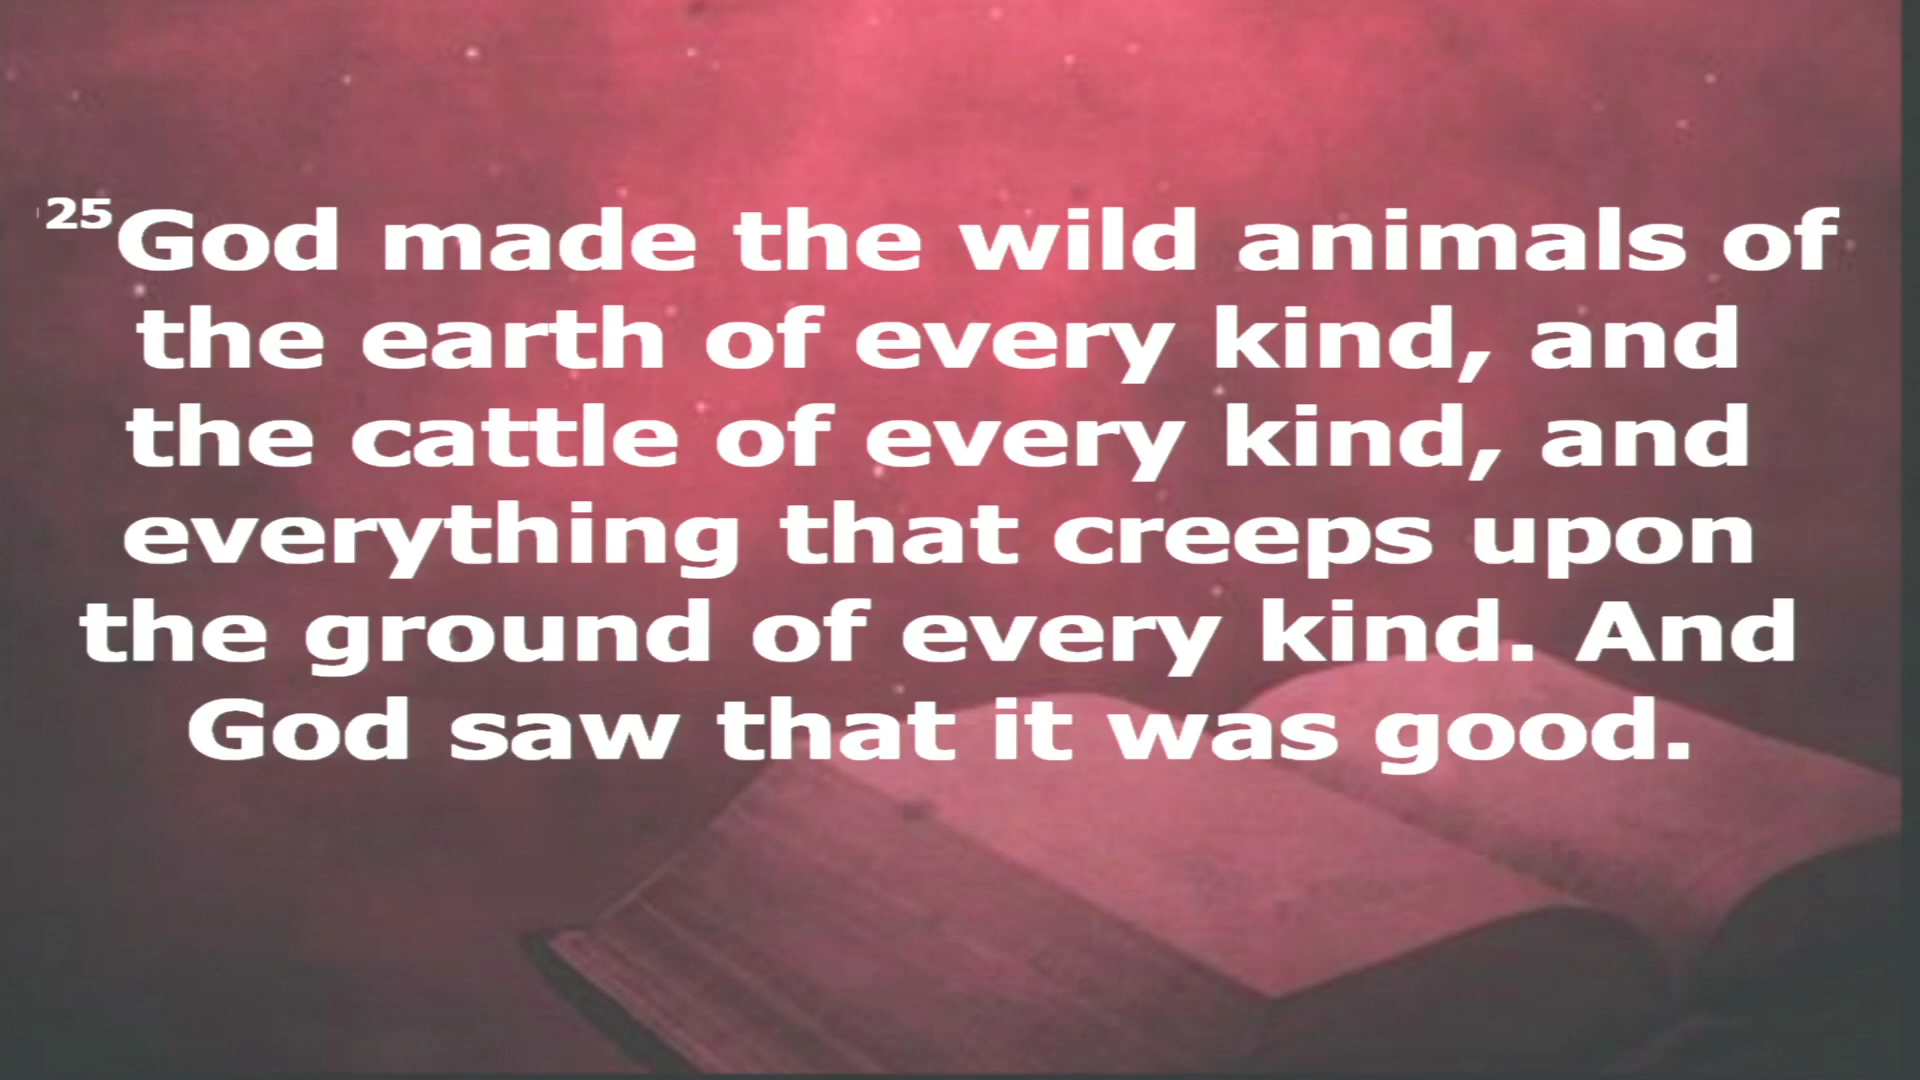 25God made the wild animals of
the earth of every kind, and
the cattle of every kind, and
everything that creeps upon
the ground of every kind. And
God saw that it was good.